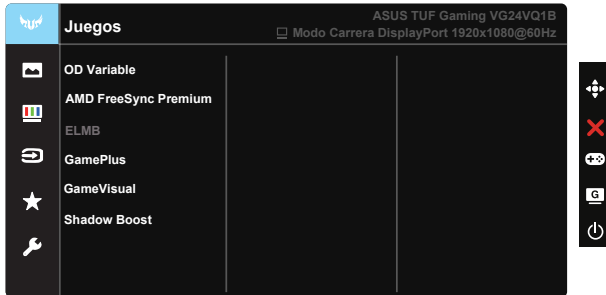 Juegos
ASUS TUF Gaming VG24VQ1B
Modo Carrera DisplayPort 1920x1080@60Hz
OD Variable
AMD FreeSync Premium
ELMB
GamePlus
GameVisual
Shadow Boost
G